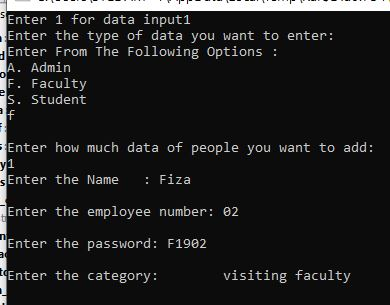 Enter 1 for data input1
Enter the type of data you want to enter:
Enter From The Following Options :
A. Admin
F. Faculty
S. Student
f
Enter how much data of people you want to add:
1
Enter the Name   : Fiza
Enter the employee number: 02
Enter the password: F1902
Enter the category:        visiting faculty